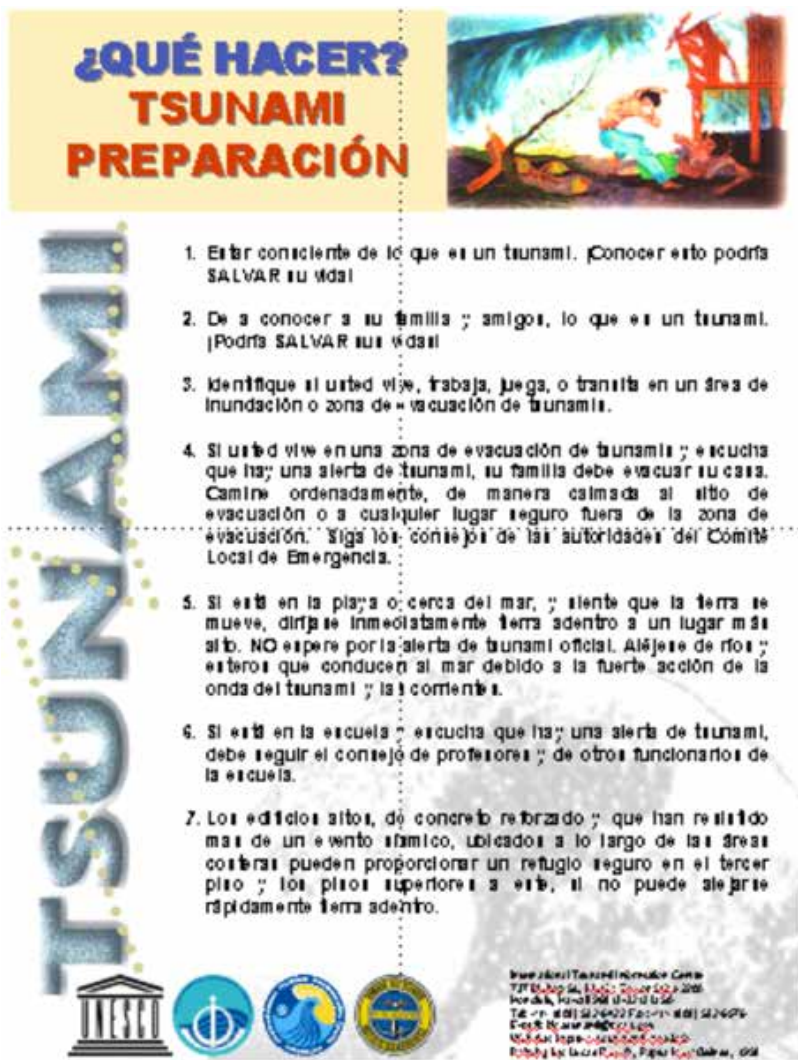 ¿QUÉ HACER?
TSUNAMI
PREPARACIÓN
TSUNAMI
1. Estar consciente de lo que es un tsunami. ¡Conocer esto podría
SALVAR su vida!
2. De a conocer a su familia y amigos, lo que es un tsunami.
¡Podría SALVAR sus vidas!
3. Identifique si usted vive, trabaja, juega, o transita en un área de
inundación o zona de evacuación de tsunamis.
4. Si usted vive en una zona de evacuación de tsunamis y escucha
que hay una alerta de tsunami, su familia debe evacuar su casa.
Camine ordenadamente, de manera calmada al sitio de
evacuación o a cualquier lugar seguro fuera de la zona de
evacuación. Siga los consejos de las autoridades del Comité
Local de Emergencia.
5. Si está en la playa o cerca del mar, y siente que la tierra se
mueve, diríjase inmediatamente tierra adentro a un lugar más
alto. NO espere por la alerta de tsunami oficial. Aléjese de ríos y
esteros que conducen al mar debido a la fuerte acción de la
onda del tsunami y las corrientes.
6. Si está en la escuela y escucha que hay una alerta de tsunami,
debe seguir el consejo de profesores y de otros funcionarios de
la escuela.
7. Los edificios altos, de concreto reforzado y que han resistido
mas de un evento sísmico, ubicados a lo largo de las áreas
costeras pueden proporcionar un refugio seguro en el tercer
piso y los pisos superiores a este, si no puede alejarse
rápidamente tierra adentro.
UNESCO
International Tsunami Information Center